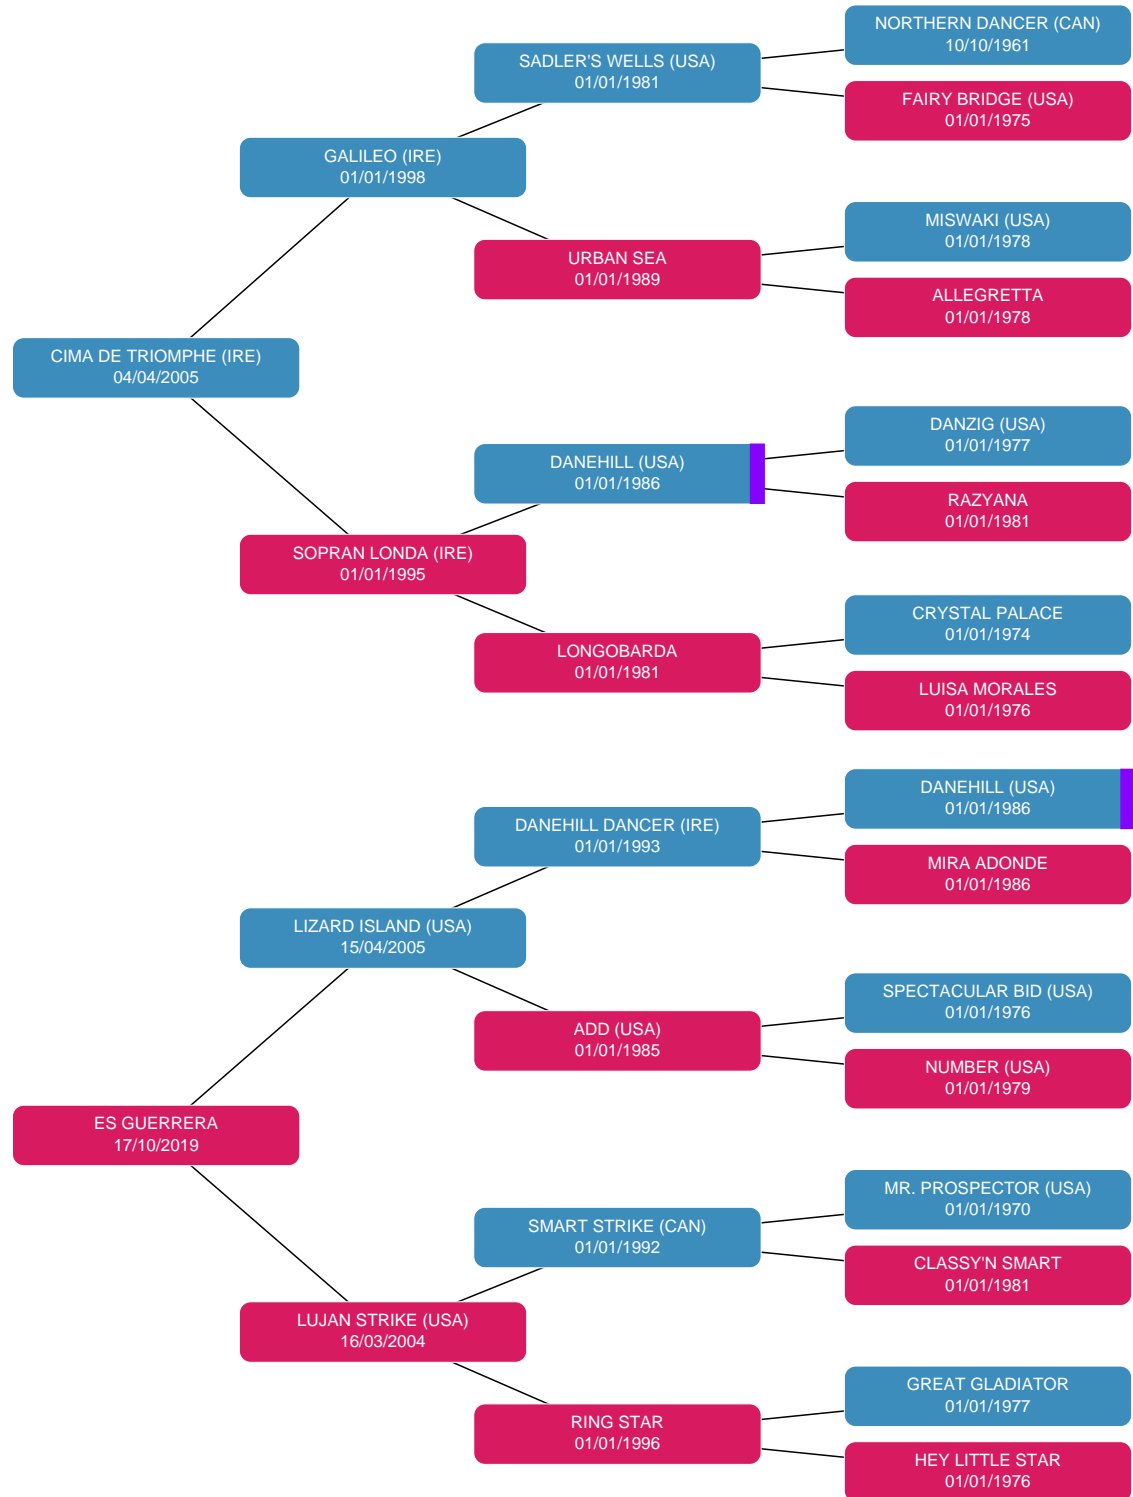 NORTHERN DANCER (CAN)
10/10/1961
SADLER'S WELLS (USA)
01/01/1981
FAIRY BRIDGE (USA)
01/01/1975
GALILEO (IRE)
01/01/1998
MISWAKI (USA)
01/01/1978
URBAN SEA
01/01/1989
ALLEGRETTA
01/01/1978
CIMA DE TRIOMPHE (IRE)
04/04/2005
DANZIG (USA)
01/01/1977
DANEHILL (USA)
01/01/1986
RAZYANA
01/01/1981
SOPRAN LONDA (IRE)
01/01/1995
CRYSTAL PALACE
01/01/1974
LONGOBARDA
01/01/1981
LUISA MORALES
01/01/1976
DANEHILL (USA)
01/01/1986
DANEHILL DANCER (IRE)
01/01/1993
MIRA ADONDE
01/01/1986
LIZARD ISLAND (USA)
15/04/2005
SPECTACULAR BID (USA)
01/01/1976
ADD (USA)
01/01/1985
NUMBER (USA)
01/01/1979
ES GUERRERA
17/10/2019
MR. PROSPECTOR (USA)
01/01/1970
SMART STRIKE (CAN)
01/01/1992
CLASSY'N SMART
01/01/1981
LUJAN STRIKE (USA)
16/03/2004
GREAT GLADIATOR
01/01/1977
RING STAR
01/01/1996
HEY LITTLE STAR
01/01/1976